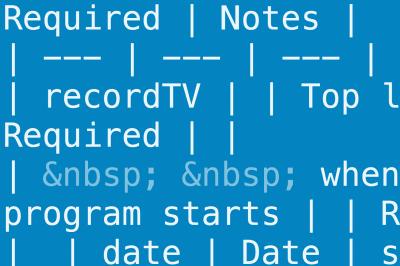 Required | Notes |
| --- | --- | --- |
| recordTV | | Top l
Required | |
| &nbsp; &nbsp; when
program starts | | R
| | date | Date | s